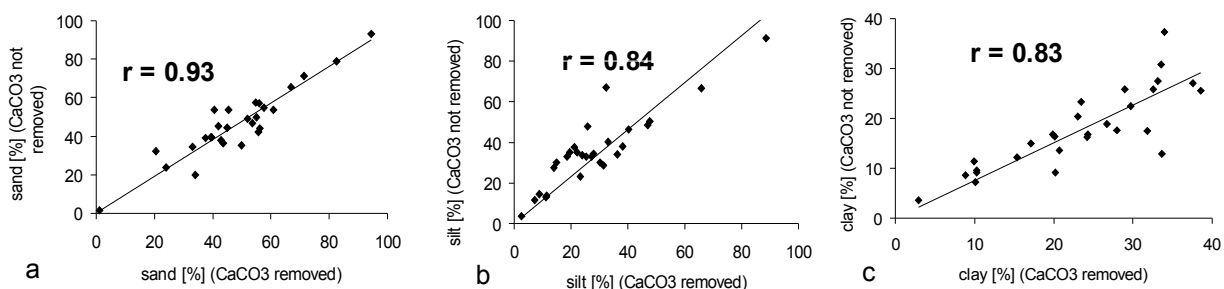 100
80
60
40
20
0
0
20
40
60
80
100
sand [%] (CaCO3 not
removed)
sand [%] (CaCO3 removed)
r = 0.93
a
100
80
60
40
20
0
0
20
40
60
80
100
silt [%] (CaCO3 not removed)
silt [%] (CaCO3 removed)
r = 0.84
b
40
30
20
10
0
0
10
20
30
40
clay [%] (CaCO3 not removed)
clay [%] (CaCO3 removed)
r = 0.83
c